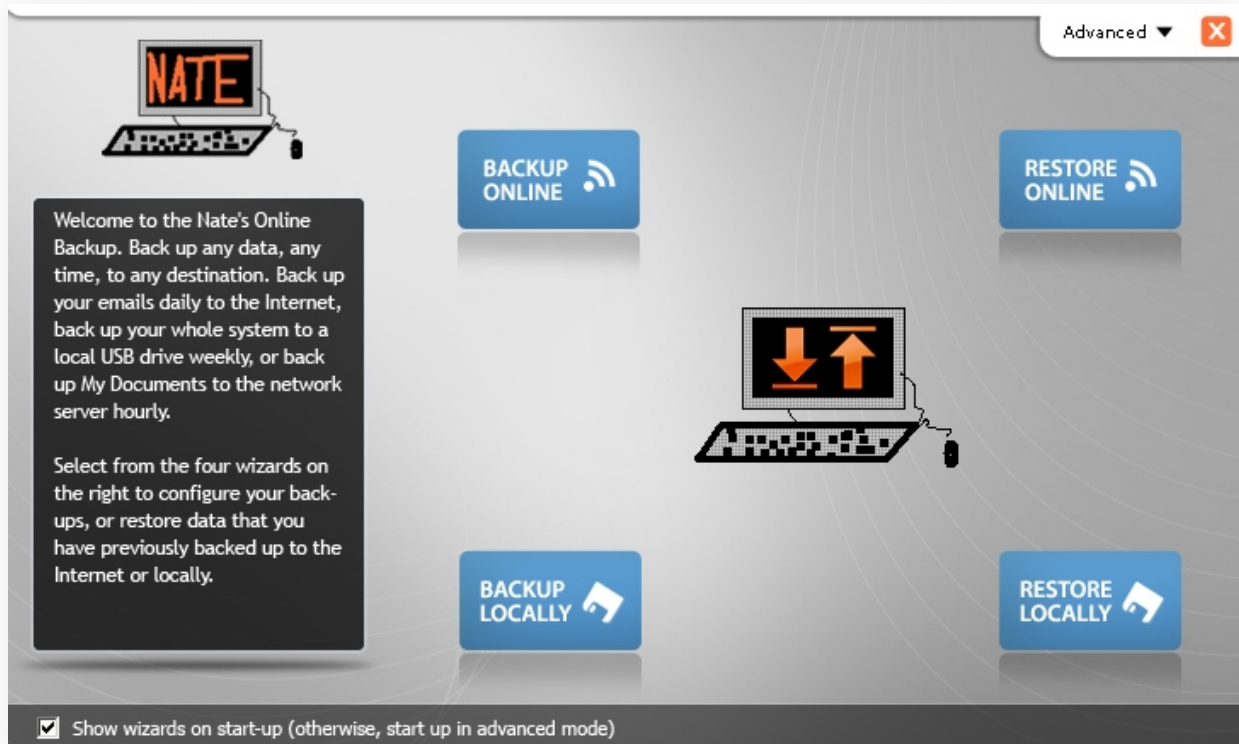 Advanced
X
NATE
BACKUP
ONLINE
RESTORE
ONLINE
Welcome to the Nate's Online
Backup. Back up any data, any
time, to any destination. Back up
your emails daily to the Internet,
back up your whole system to a
local USB drive weekly, or back
up My Documents to the network
server hourly.
Select from the four wizards on
the right to configure your back-
ups, or restore data that you
have previously backed up to the
Internet or locally.
BACKUP
LOCALLY
RESTORE
LOCALLY
Show wizards on start-up (otherwise, start up in advanced mode)